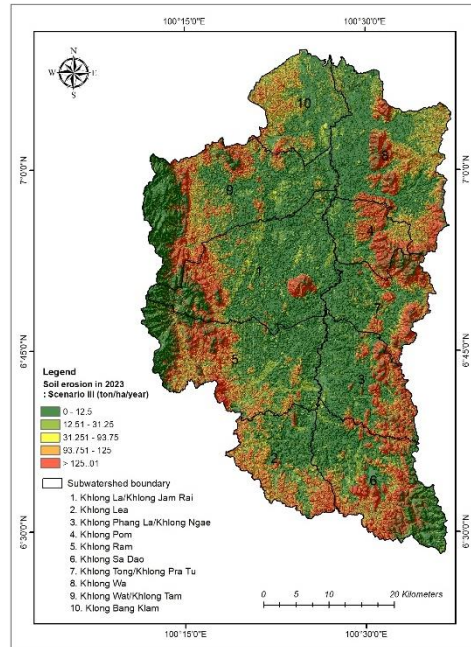 100°15'0"E 100°30'0"E
N
W E
S
10
7°0'0"N 7°0'0"N
8
9
4
1
7
6°45'0"N 6°45'0"N
5
3
Legend
Soil erosion in 2023
: Scenario III (ton/ha/year)
0 - 12.5
12.51 - 31.25
31.251 - 93.75
93.751 - 125
> 125..01
Subwatershed boundary
1. Khlong La/Khlong Jam Rai
2. Khlong Lea
3. Khlong Phang La/Khlong Ngae
4. Khlong Pom
5. Khlong Ram
6. Khlong Sa Dao
7. Khlong Tong/Khlong Pra Tu
8. Khlong Wa
9. Khlong Wat/Khlong Tam
10. Klong Bang Klam
2
6
6°30'0"N 6°30'0"N
0 5 10 20 Kilometers
100°15'0"E 100°30'0"E